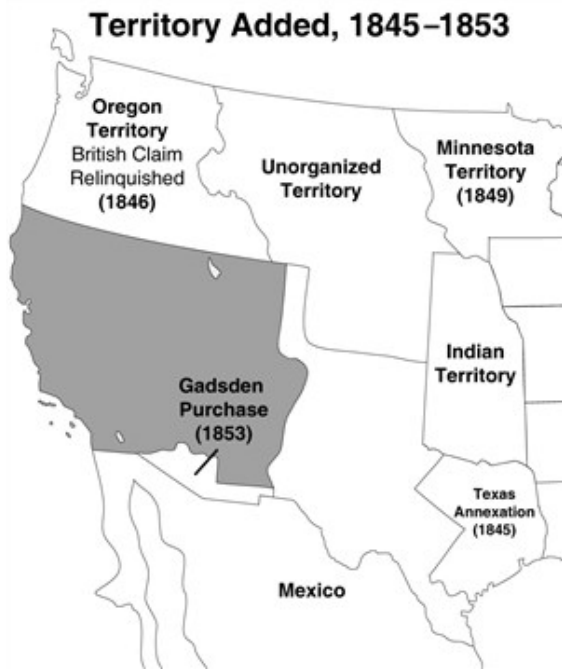 Territory Added, 1845–1853
Oregon
Territory
British Claim
Relinquished
(1846)
Unorganized
Territory
Minnesota
Territory
(1849)
Gadsden
Purchase
(1853)
Indian
Territory
Texas
Annexation
(1845)
Mexico